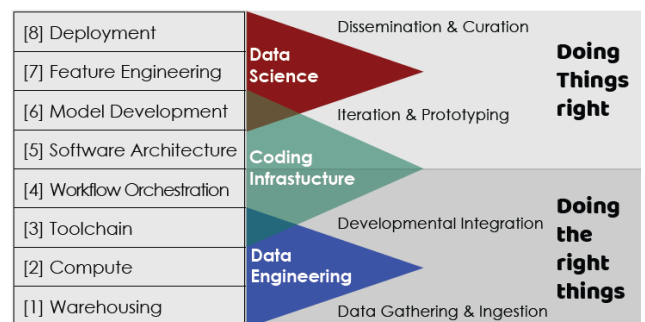 [8] Deployment
[7] Feature Engineering
[6] Model Development
[5] Software Architecture
[4] Workflow Orchestration
[3] Toolchain
[2] Compute
[1] Warehousing
Data
Science
Coding
Infrastucture
Data
Engineering
Dissemination & Curation
Iteration & Prototyping
Developmental Integration
Data Gathering & Ingestion
Doing
Things
right
Doing
the
right
things